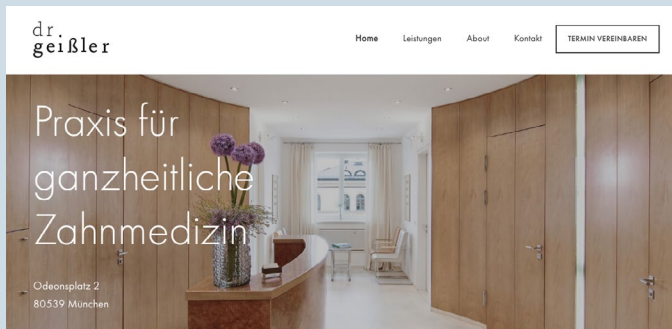 dr.
geißler
Home Leistungen About Kontakt TERMIN VEREINBAREN
Praxis für
ganzheitliche
Zahnmedizin
Odeonsplatz 2
80539 München